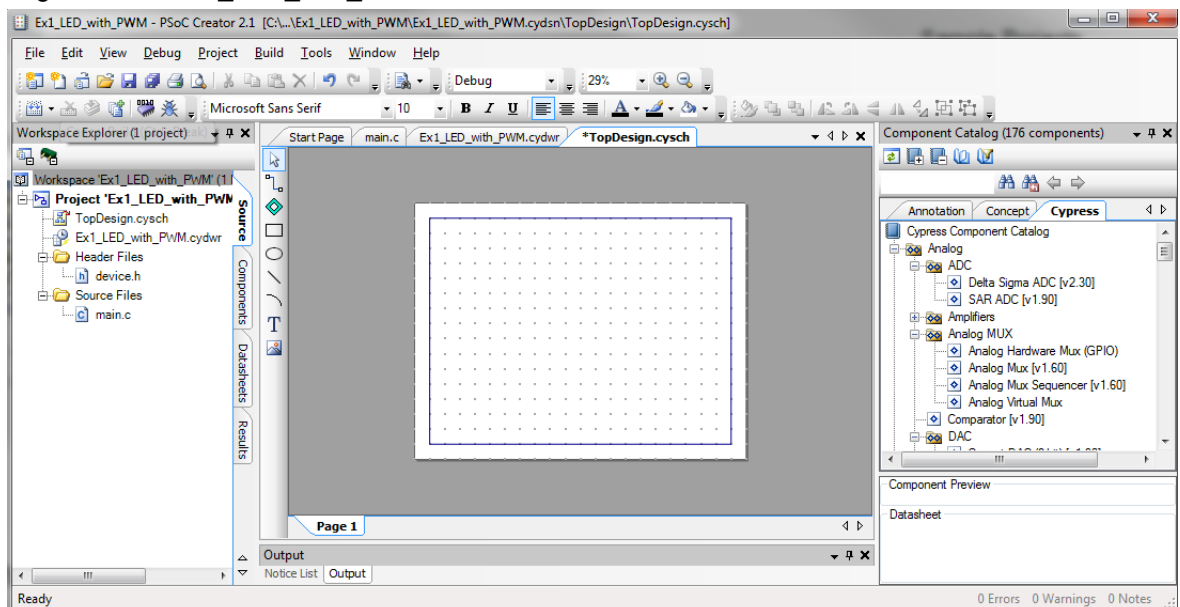 Ex1_LED_with_PWM - PSoC Creator 2.1 [C:\...\Ex1_LED_with_PWM\Ex1_LED_with_PWM.cydsn\TopDesign\TopDesign.cysch]
File Edit View Debug Project Build Tools Window Help
Debug 29%
Microsoft Sans Serif 10 B I U
Workspace Explorer (1 project)
Workspace 'Ex1_LED_with_PWM' (1
Project 'Ex1_LED_with_PWM
TopDesign.cysch
Ex1_LED_with_PWM.cydwr
Header Files
device.h
Source Files
main.c
Source
Components
Datasheets
Results
Start Page main.c Ex1_LED_with_PWM.cydwr *TopDesign.cysch
T
Page 1
Output
Notice List Output
Component Catalog (176 components)
Annotation Concept Cypress
Cypress Component Catalog
Analog
ADC
Delta Sigma ADC [v2.30]
SAR ADC [v1.90]
Amplifiers
Analog MUX
Analog Hardware Mux (GPIO)
Analog Mux [v1.60]
Analog Mux Sequencer [v1.60]
Analog Virtual Mux
Comparator [v1.90]
DAC
Component Preview
Datasheet
Ready
0 Errors 0 Warnings 0 Notes